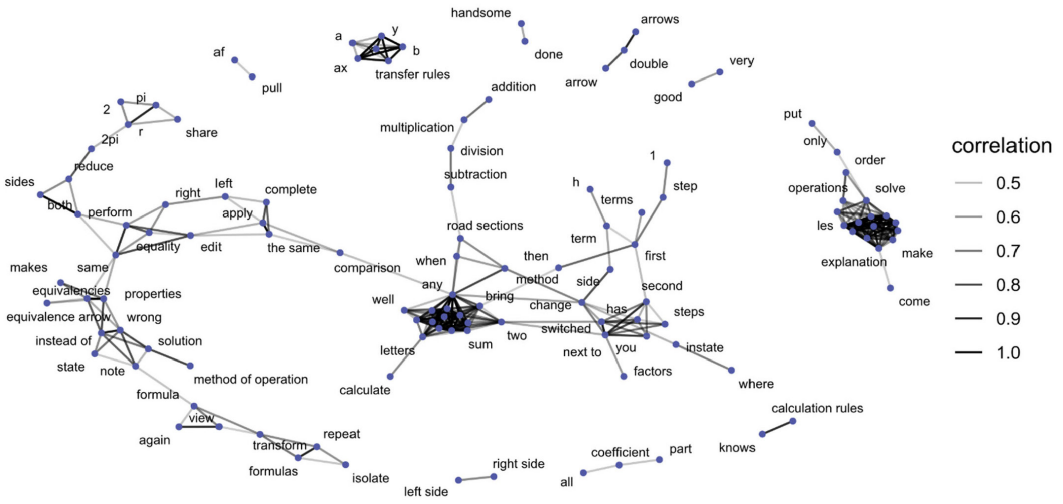 handsome
arrows
a
y
b
af
done
very
ax
transfer rules
double
arrow
pull
addition
good
pi
2
put
multiplication
r
share
only
correlation
2pi
division
1
order
0.5
reduce
subtraction
step
operations
solve
0.6
sides
right
left
complete
h
terms
both
perform
apply
road sections
term
les
0.7
equality
edit
the same
when
then
first
make
explanation
0.8
same
comparison
method
makes
any
side
second
come
0.9
equivalencies
properties
well
bring
change
has
equivalence arrow
wrong
switched
steps
1.0
instead of
solution
letters
sum
two
next to
you
instate
state
note
method of operation
calculate
factors
where
formula
view
calculation rules
again
transform
repeat
coefficient
part
knows
formulas
isolate
right side
left side
all